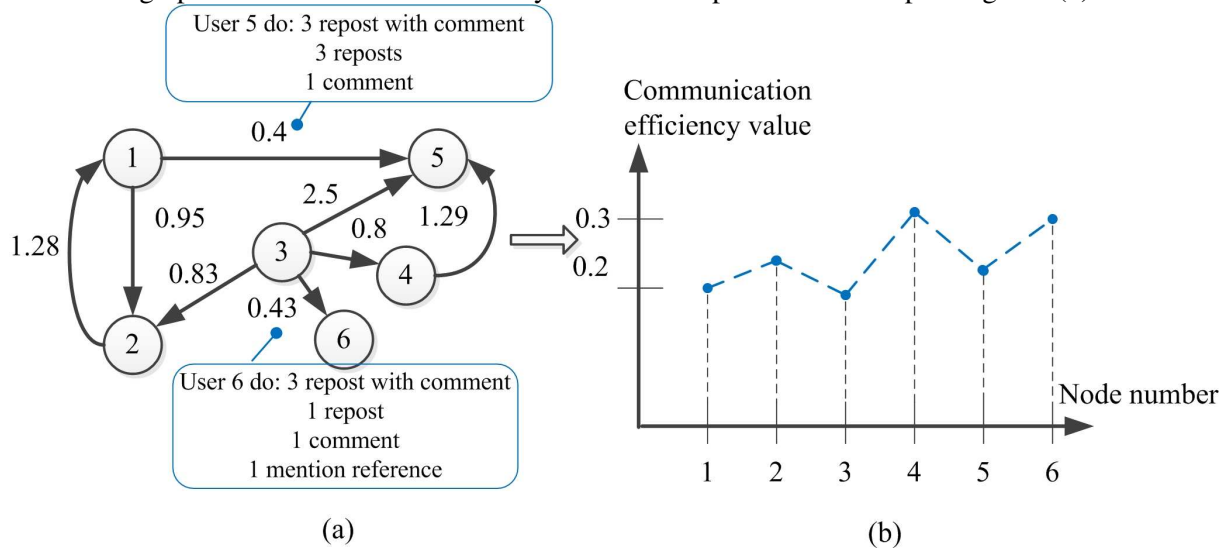 User 5 do: 3 repost with comment
3 reposts
1 comment
0.4
1
5
0.95
2.5
0.8
1.29
1.28
3
4
0.83
0.43
2
6
User 6 do: 3 repost with comment
1 repost
1 comment
1 mention reference
(a)
Communication
efficiency value
0.3
0.2
Node number
1 2 3 4 5 6
(b)